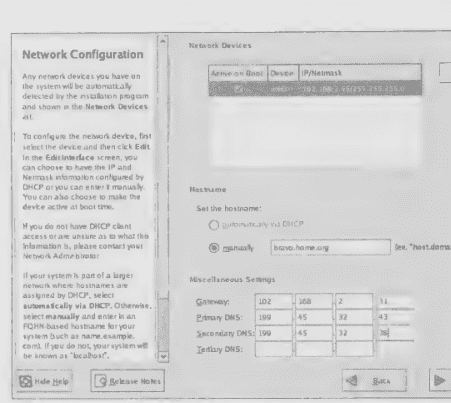 Network Configuration
Any network devices you have on
the system will be automatically
detected by the installation program
and shown in the Network Devices
list.
To configure the network device, first
select the device and then click Edit.
In the Edit Interface screen, you
can choose to have the IP and
Netmask information configured by
DHCP or you can enter it manually.
You can also choose to make the
device active at boot time.
If you do not have DHCP client
access or are unsure as to what this
information is, please contact your
Network Administrator
If your system is part of a larger
network where hostnames are
assigned by DHCP, select
automatically via DHCP. Otherwise,
select manually and enter in an
FQHN-based hostname for your
system (such as name.example.
com). If you do not, your system will
be known as "localhost".
Hide Help
Release Notes
Network Devices
Active on Boot Device IP/Netmask
Hostname
Set the hostname:
automatically via DHCP
manually bravo.home.org (ex. "host.doma
Miscellaneous Settings
Gateway: 102 . 168 . 2
Primary DNS: 199 . 45 . 32 . 43
Secondary DNS: 199 . 45 . 32
Tertiary DNS:
Back